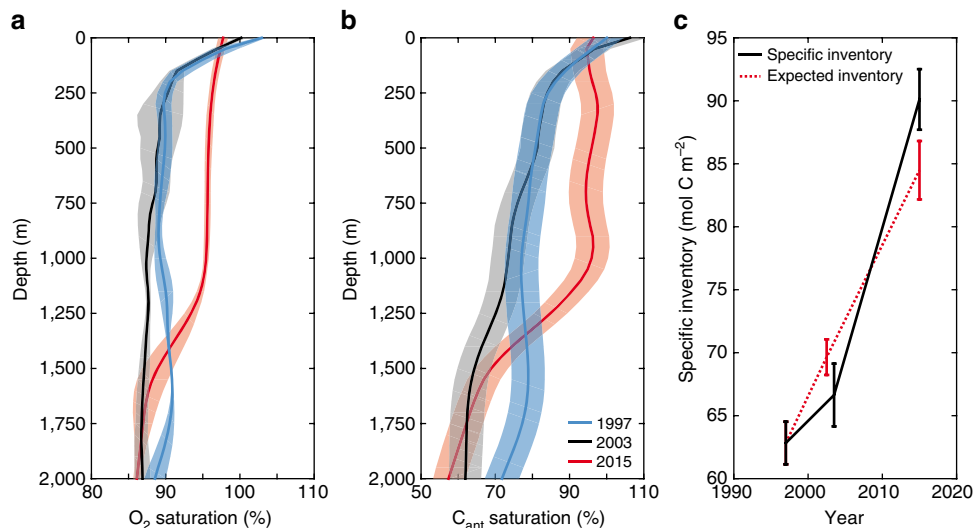 a
0
250
500
750
1,000
1,250
1,500
1,750
2,000
Depth (m)
80 90 100 110
O2 saturation (%)
b
0
250
500
750
1,000
1,250
1,500
1,750
2,000
Depth (m)
1997
2003
2015
50 70 90 110
Cant saturation (%)
c
95
90
85
80
75
70
65
60
Specific inventory (mol C m−2)
Specific inventory
Expected inventory
1990 2000 2010 2020
Year